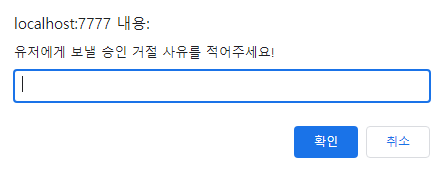 localhost:7777 내용:
유저에게 보낼 승인 거절 사유를 적어주세요!
확인
취소